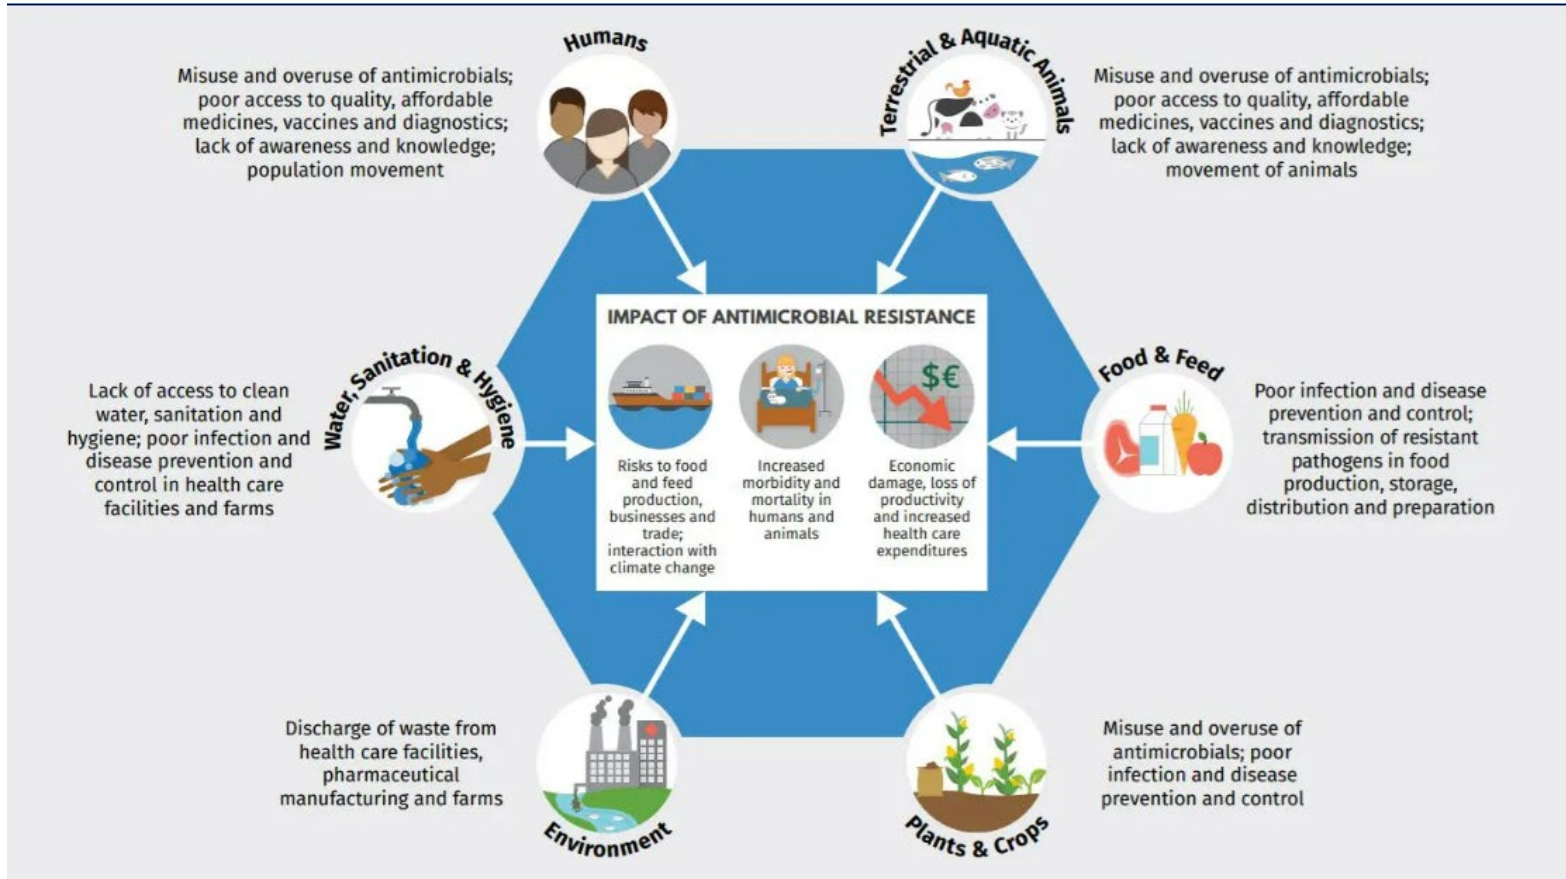 Humans
Misuse and overuse of antimicrobials;
poor access to quality, affordable
medicines, vaccines and diagnostics;
lack of awareness and knowledge;
population movement
Terrestrial & Aquatic Animals
Misuse and overuse of antimicrobials;
poor access to quality, affordable
medicines, vaccines and diagnostics;
lack of awareness and knowledge;
movement of animals
Water, Sanitation & Hygiene
Lack of access to clean
water, sanitation and
hygiene; poor infection and
disease prevention and
control in health care
facilities and farms
IMPACT OF ANTIMICROBIAL RESISTANCE
Risks to food
and feed
production,
businesses and
trade;
interaction with
climate change
Increased
morbidity and
mortality in
humans and
animals
$€
Economic
damage, loss of
productivity
and increased
health care
expenditures
Food & Feed
Poor infection and disease
prevention and control;
transmission of resistant
pathogens in food
production, storage,
distribution and preparation
Discharge of waste from
health care facilities,
pharmaceutical
manufacturing and farms
Environment
Misuse and overuse of
antimicrobials; poor
infection and disease
prevention and control
Plants & Crops